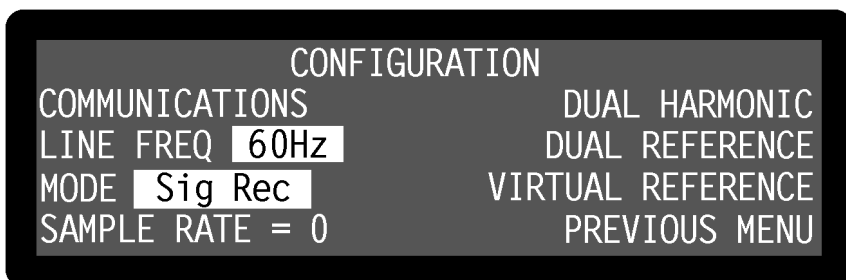 CONFIGURATION
COMMUNICATIONS DUAL HARMONIC
LINE FREQ 60Hz DUAL REFERENCE
MODE Sig Rec VIRTUAL REFERENCE
SAMPLE RATE = 0 PREVIOUS MENU